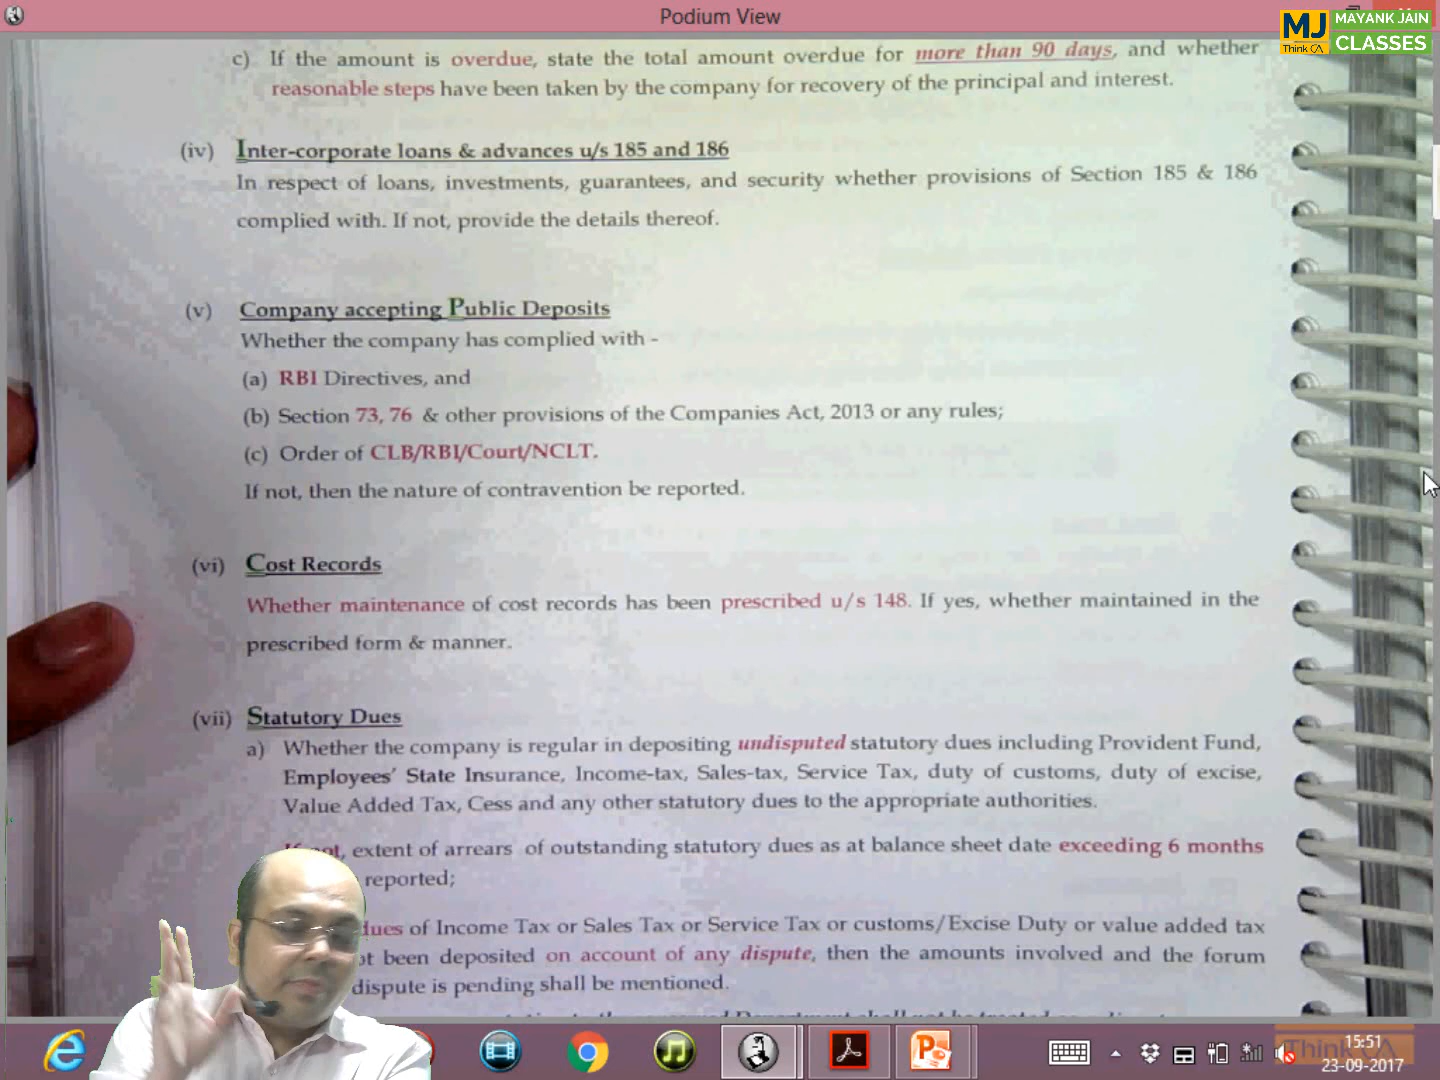 Podium View
MJ
Think CA
MAYANK JAIN
CLASSES
c) If the amount is overdue, state the total amount overdue for more than 90 days, and whether
reasonable steps have been taken by the company for recovery of the principal and interest.
(iv) Inter-corporate loans & advances u/s 185 and 186
In respect of loans, investments, guarantees, and security whether provisions of Section 185 & 186
complied with. If not, provide the details thereof.
(v) Company accepting Public Deposits
Whether the company has complied with -
(a) RBI Directives, and
(b) Section 73, 76 & other provisions of the Companies Act, 2013 or any rules;
(c) Order of CLB/RBI/Court/NCLT.
If not, then the nature of contravention be reported.
(vi) Cost Records
Whether maintenance of cost records has been prescribed u/s 148. If yes, whether maintained in the
prescribed form & manner.
(vii) Statutory Dues
a) Whether the company is regular in depositing undisputed statutory dues including Provident Fund,
Employees' State Insurance, Income-tax, Sales-tax, Service Tax, duty of customs, duty of excise,
Value Added Tax, Cess and any other statutory dues to the appropriate authorities.
If not, extent of arrears of outstanding statutory dues as at balance sheet date exceeding 6 months
reported;
dues of Income Tax or Sales Tax or Service Tax or customs/Excise Duty or value added tax
been deposited on account of any dispute, then the amounts involved and the forum
dispute is pending shall be mentioned.
Think CA
15:51
23-09-2017